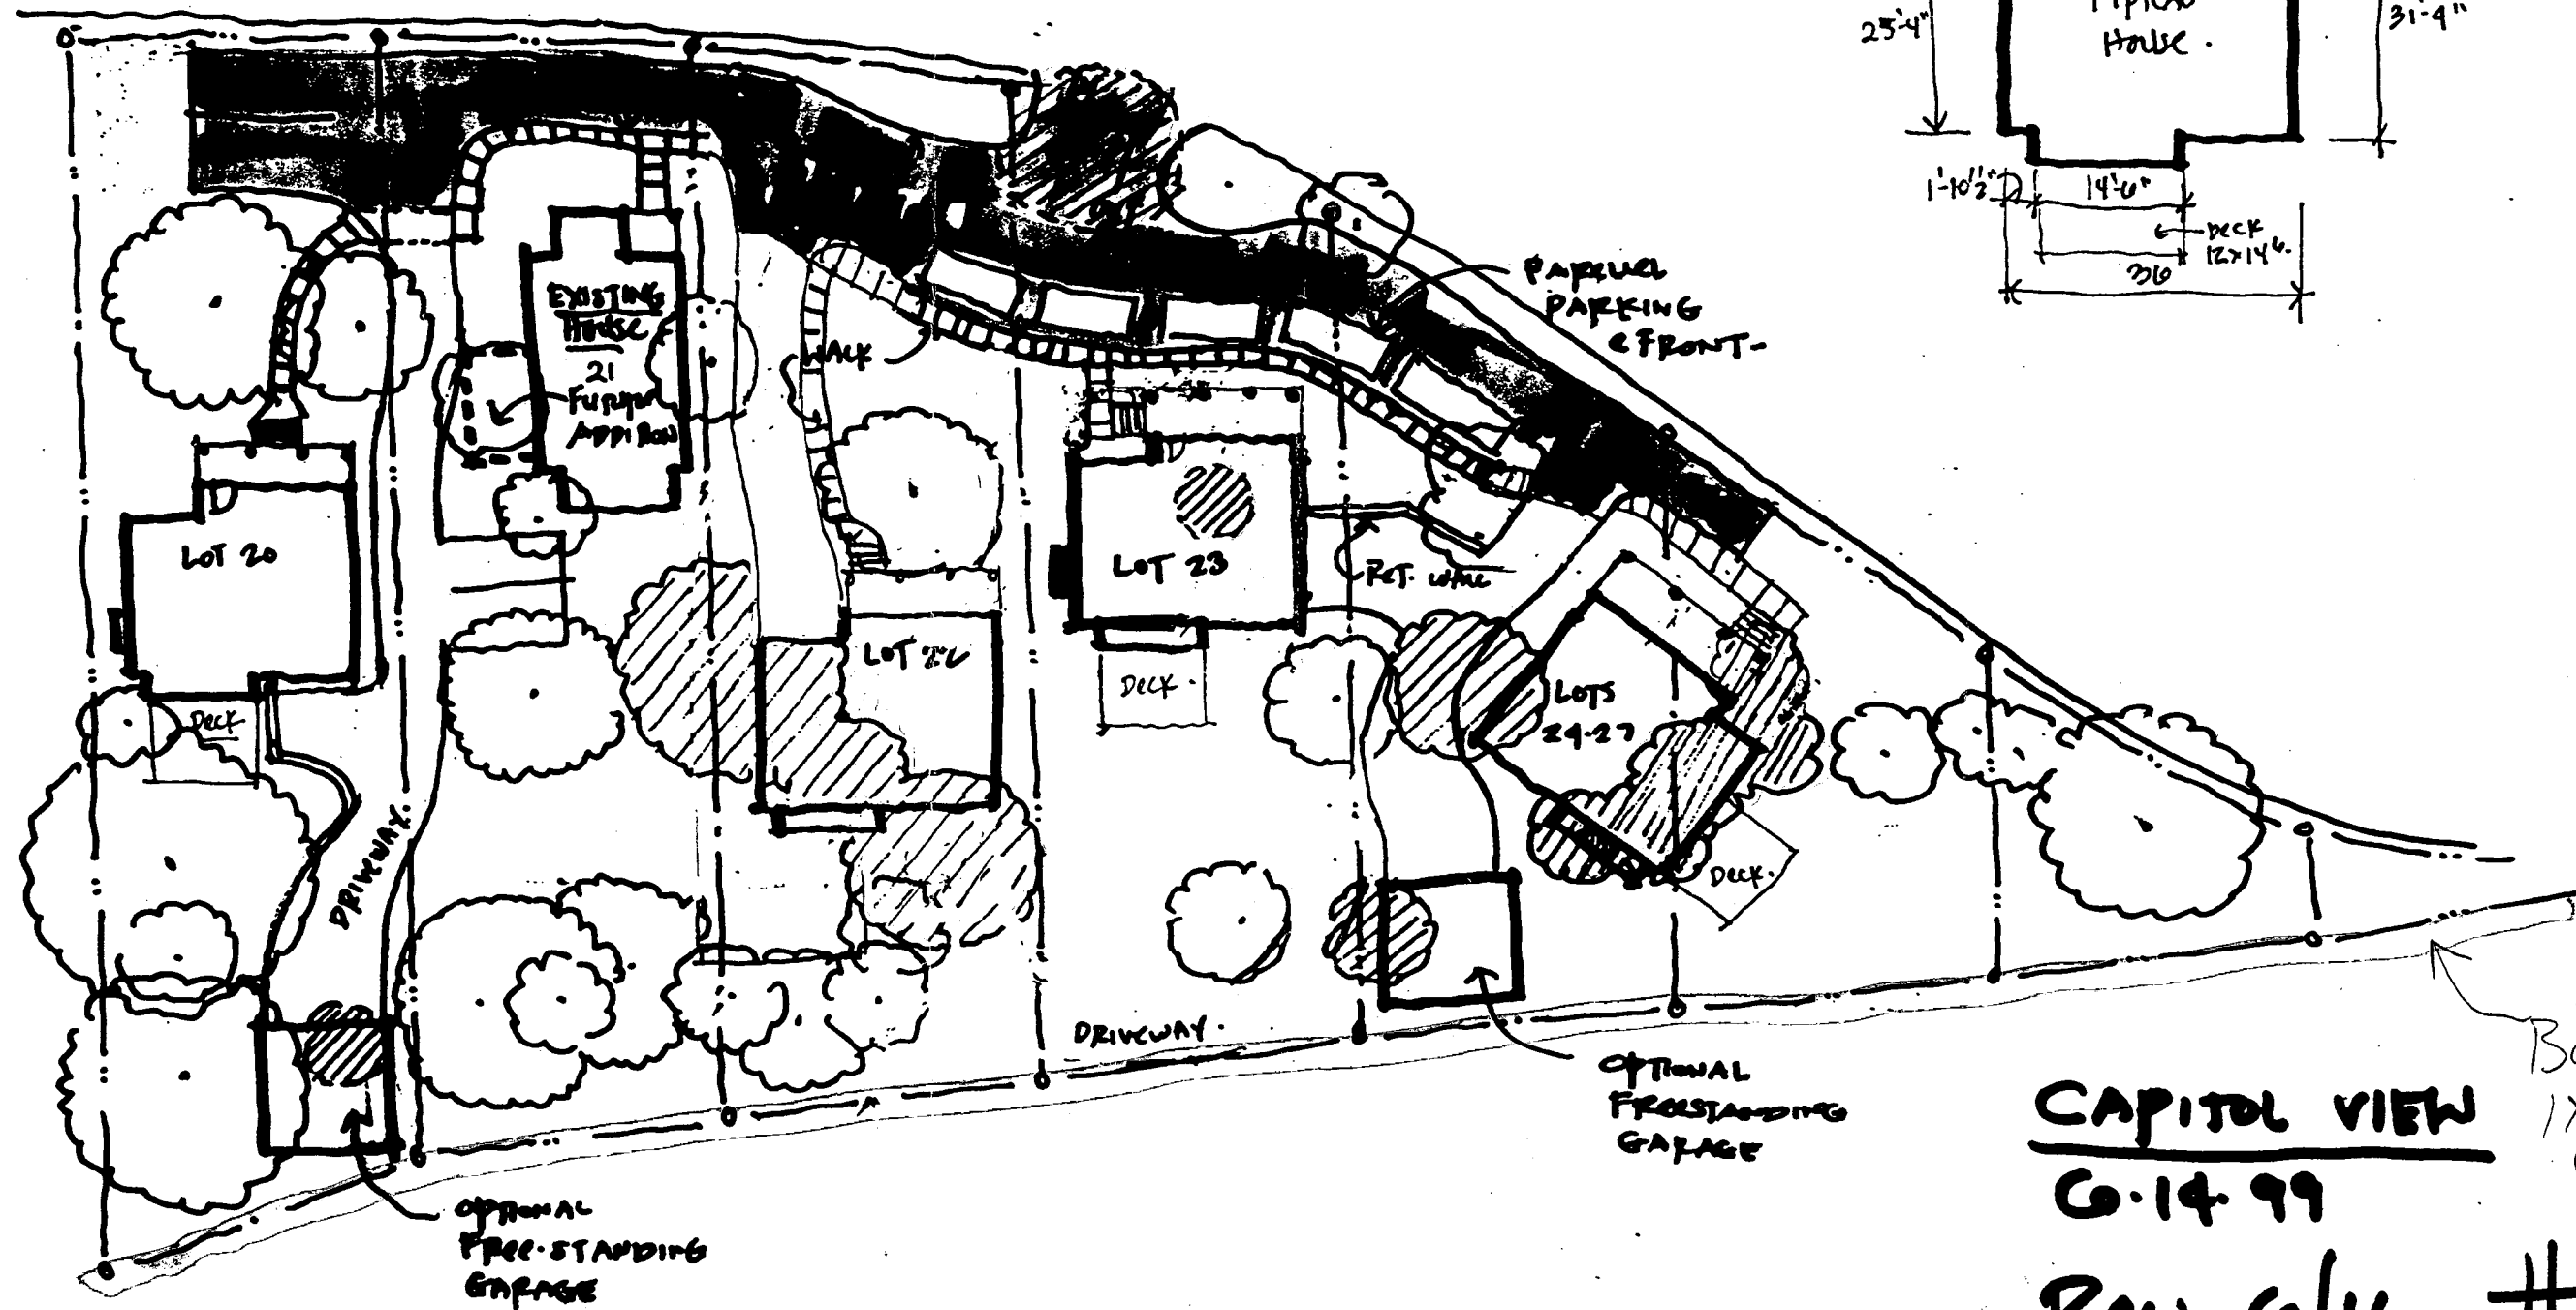 25'-4"
House.
31'-4"
1'-10½"
14'-6"
DECK
12x14⁶.
36
PARALLEL
PARKING
@ FRONT-
EXISTING
House
21
Future
Addition
WALK
LOT 20
LOT 23
RET. WALL
LOT
Deck
Deck.
LOTS
24-27
Deck.
DRIVEWAY.
DRIVEWAY.
OPTIONAL
FREESTANDING
GARAGE
OPTIONAL
FREE-STANDING
GARAGE
CAPITOL VIEW
6.14.99